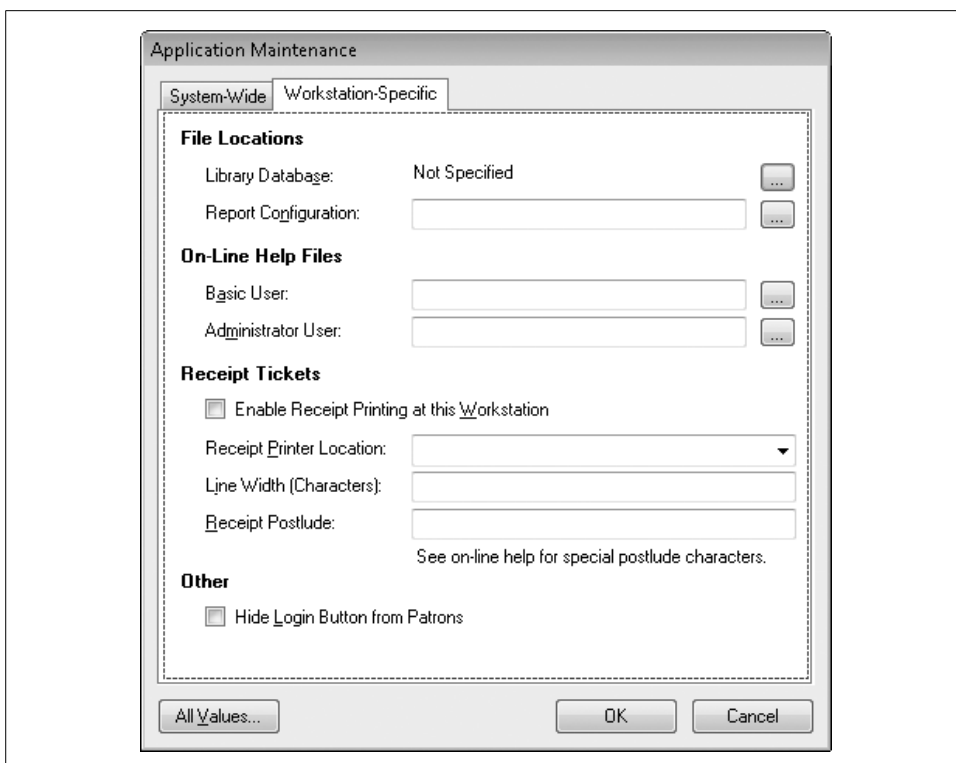 Application Maintenance
System-Wide Workstation-Specific
File Locations
Library Database: Not Specified ...
Report Configuration: ...
On-Line Help Files
Basic User: ...
Administrator User: ...
Receipt Tickets
Enable Receipt Printing at this Workstation
Receipt Printer Location:
Line Width (Characters):
Receipt Postlude:
See on-line help for special postlude characters.
Other
Hide Login Button from Patrons
All Values... OK Cancel